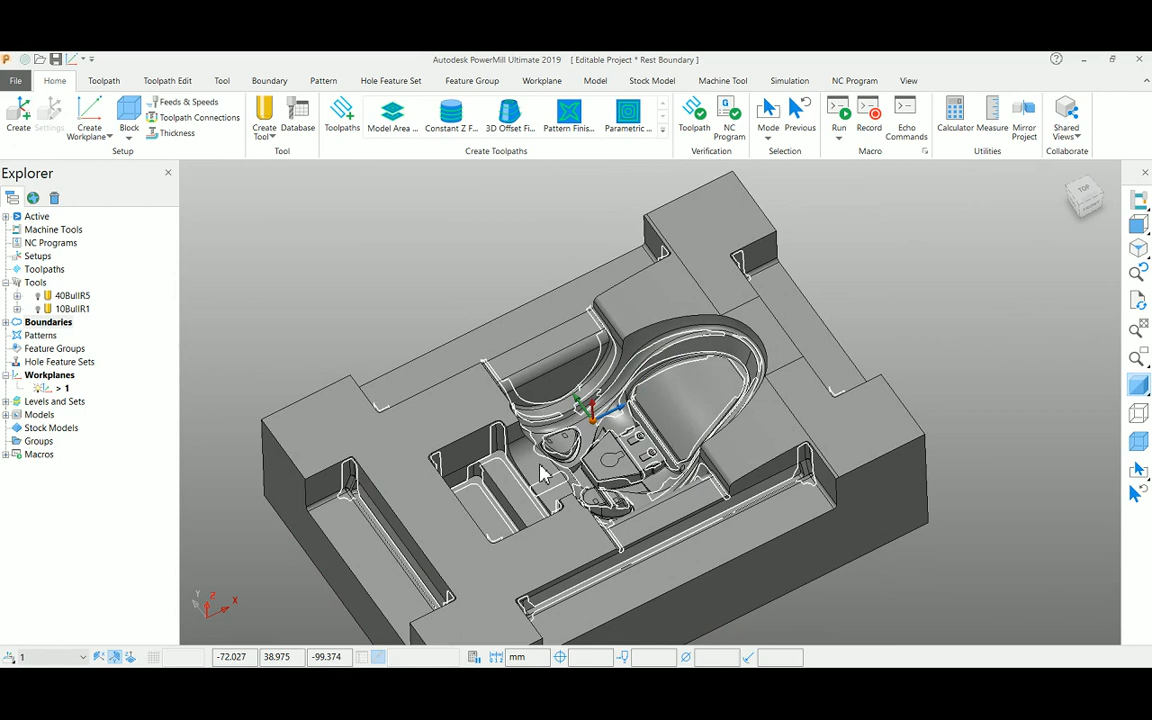 Autodesk PowerMill Ultimate 2019 [ Editable Project * Rest Boundary ]
File Home Toolpath Toolpath Edit Tool Boundary Pattern Hole Feature Set Feature Group Workplane Model Stock Model Machine Tool Simulation NC Program View
Create Settings Create Workplane Block Feeds & Speeds Toolpath Connections Thickness
Create Tool Database
Toolpaths Model Area ... Constant Z F... 3D Offset Fi... Pattern Finis... Parametric ...
Toolpath NC Program
Mode Previous
Run Record Echo Commands
Calculator Measure Mirror Project
Shared Views
Setup Tool Create Toolpaths Verification Selection Macro Utilities Collaborate
Explorer
Active
Machine Tools
NC Programs
Setups
Toolpaths
Tools
40BullR5
10BullR1
Boundaries
Patterns
Feature Groups
Hole Feature Sets
Workplanes
> 1
Levels and Sets
Models
Stock Models
Groups
Macros
TOP
FRONT
Z
Y Z X
1 -72.027 38.975 -99.374 mm